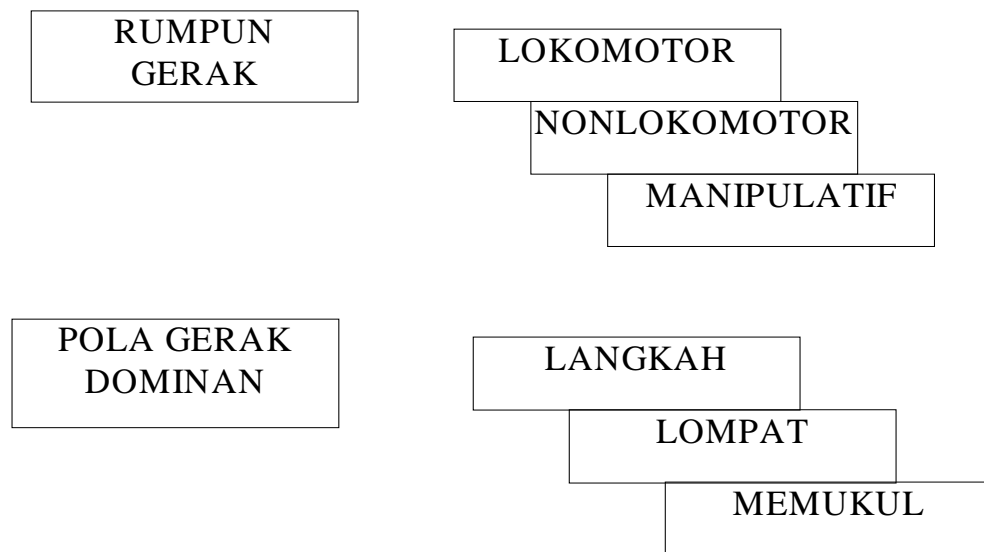 RUMPUN
GERAK
LOKOMOTOR
NONLOKOMOTOR
MANIPULATIF
POLA GERAK
DOMINAN
LANGKAH
LOMPAT
MEMUKUL